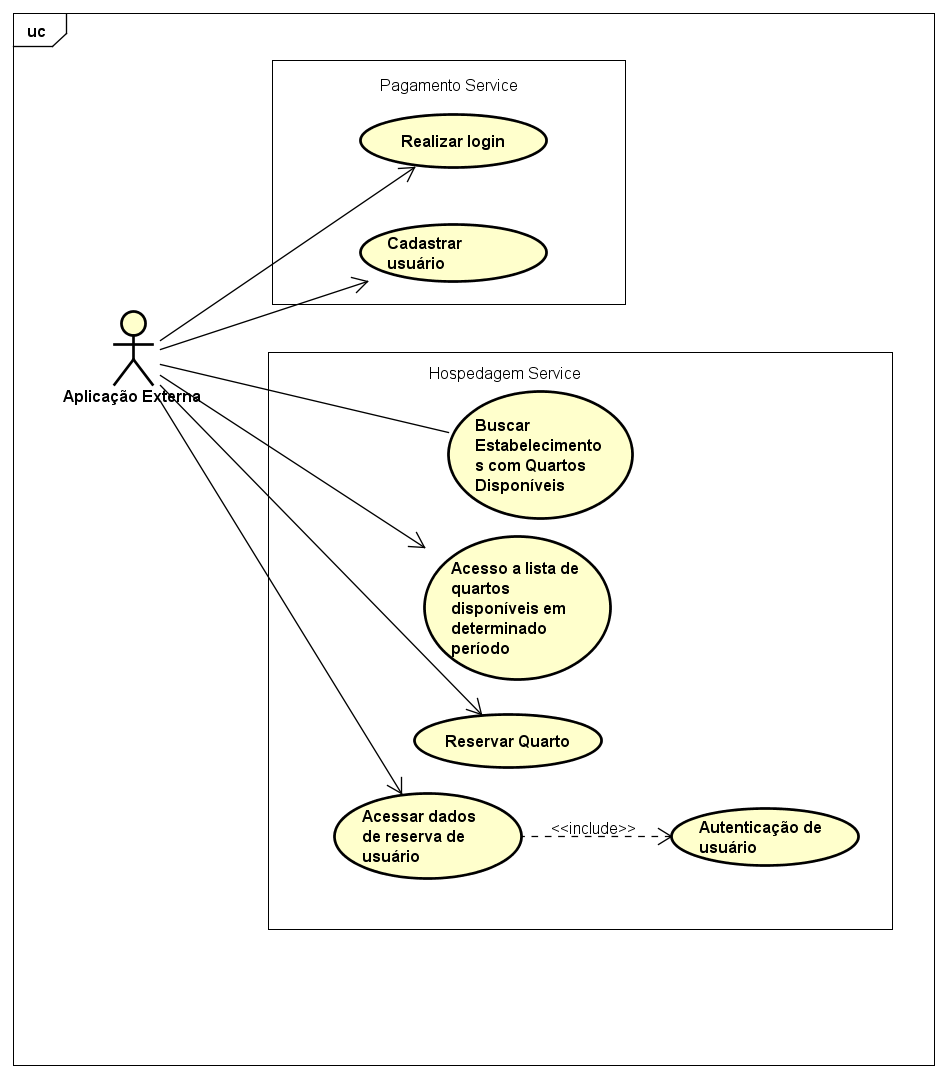 uc
Pagamento Service
Realizar login
Cadastrar
usuário
Aplicação Externa
Hospedagem Service
Buscar
Estabelecimento
s com Quartos
Disponíveis
Acesso a lista de
quartos
disponíveis em
determinado
período
Reservar Quarto
Acessar dados
de reserva de
usuário
<<include>>
Autenticação de
usuário